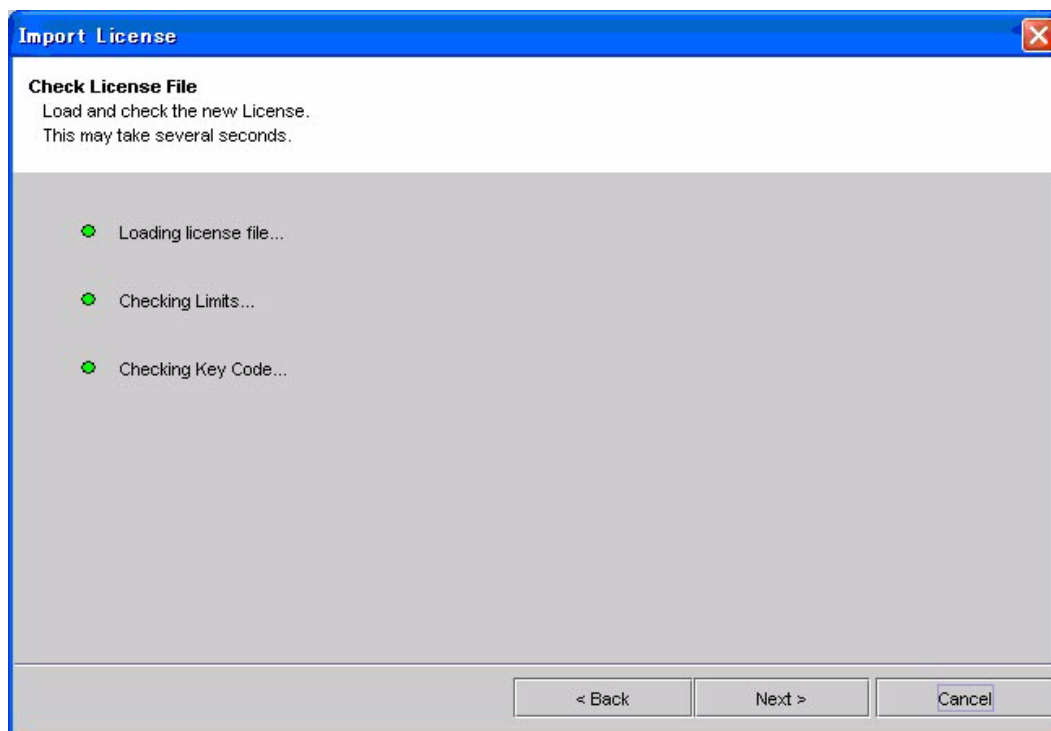 Import License
Check License File
Load and check the new License.
This may take several seconds.
Loading license file...
Checking Limits...
Checking Key Code...
< Back
Next >
Cancel